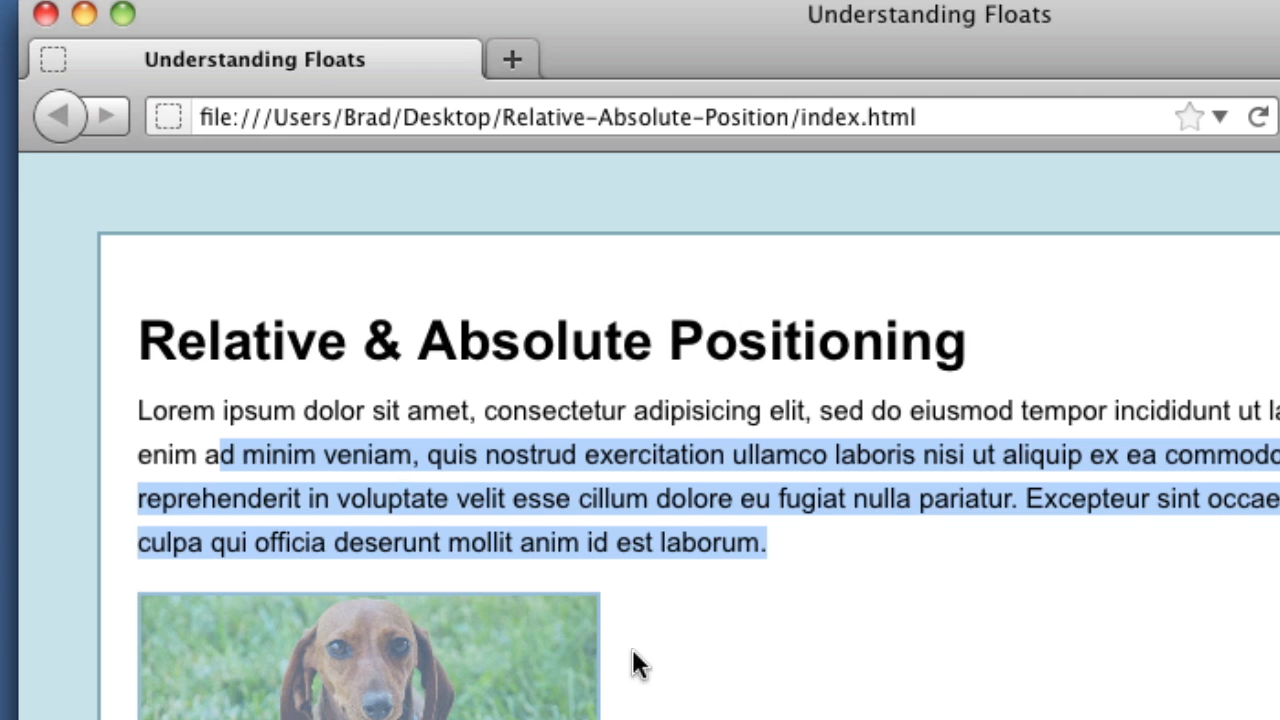 Understanding Floats
Understanding Floats
file:///Users/Brad/Desktop/Relative-Absolute-Position/index.html
Relative & Absolute Positioning
Lorem ipsum dolor sit amet, consectetur adipisicing elit, sed do eiusmod tempor incididunt ut
enim ad minim veniam, quis nostrud exercitation ullamco laboris nisi ut aliquip ex ea commodo
reprehenderit in voluptate velit esse cillum dolore eu fugiat nulla pariatur. Excepteur sint occae
culpa qui officia deserunt mollit anim id est laborum.